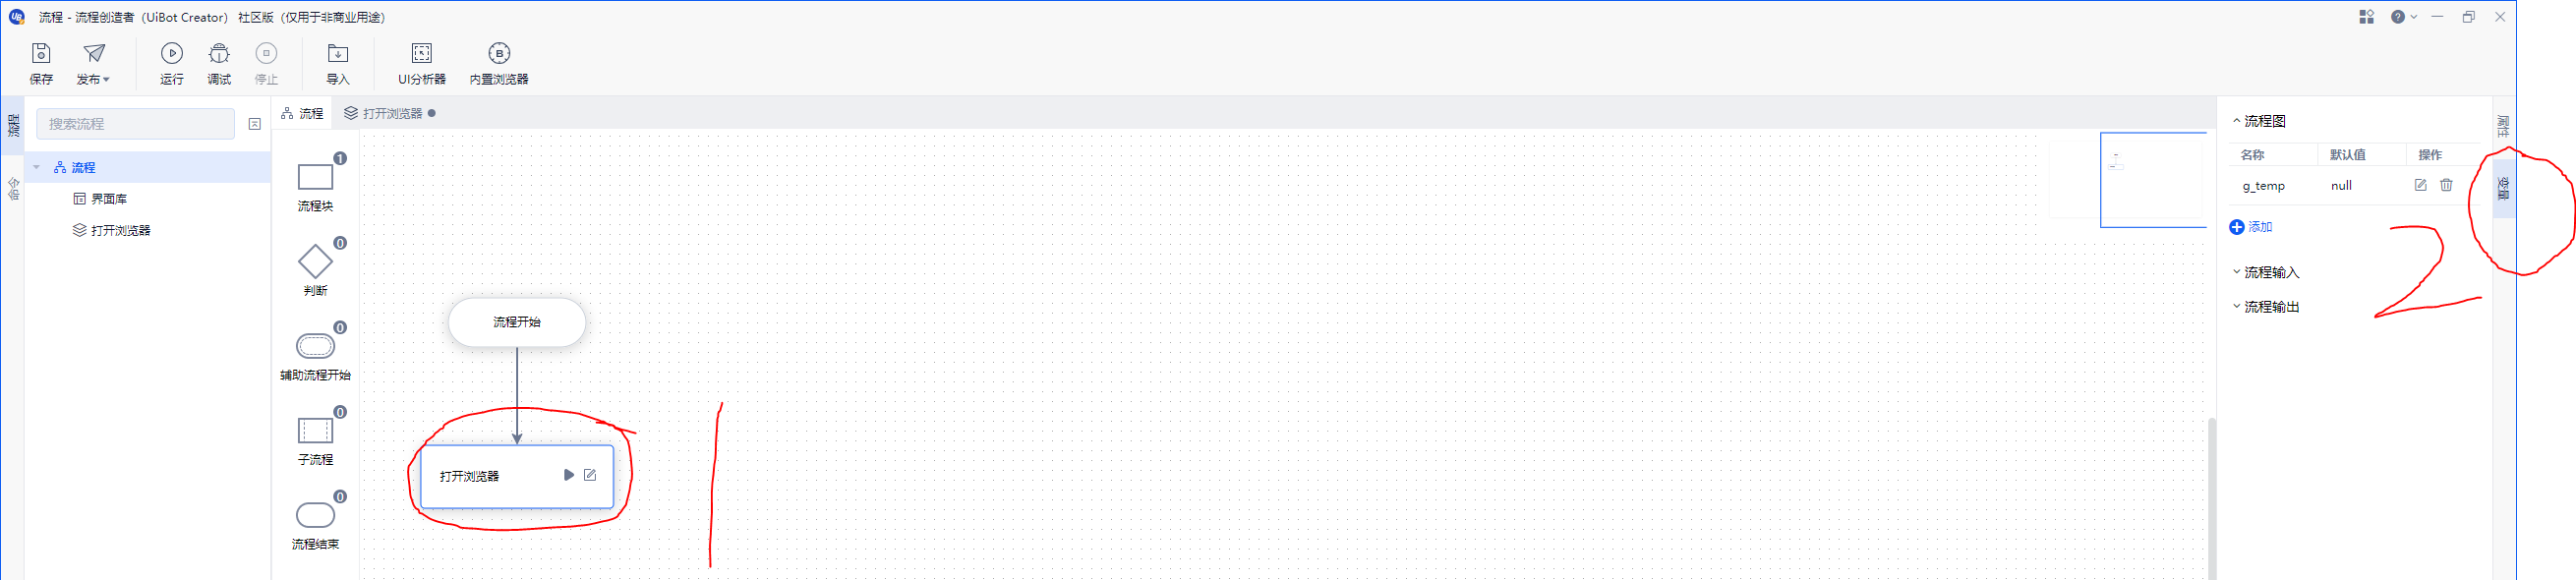 流程 - 流程创造者（UiBot Creator） 社区版（仅用于非商业用途）
保存 发布 运行 调试 停止 导入 UI分析器 内置浏览器
流程
命令
搜索流程
流程
界面库
打开浏览器
流程 打开浏览器
1
流程块
0
判断
0
辅助流程开始
0
子流程
0
流程结束
流程开始
打开浏览器
1
流程图
名称 默认值 操作
g_temp null
添加
流程输入
流程输出
属性
变量
2